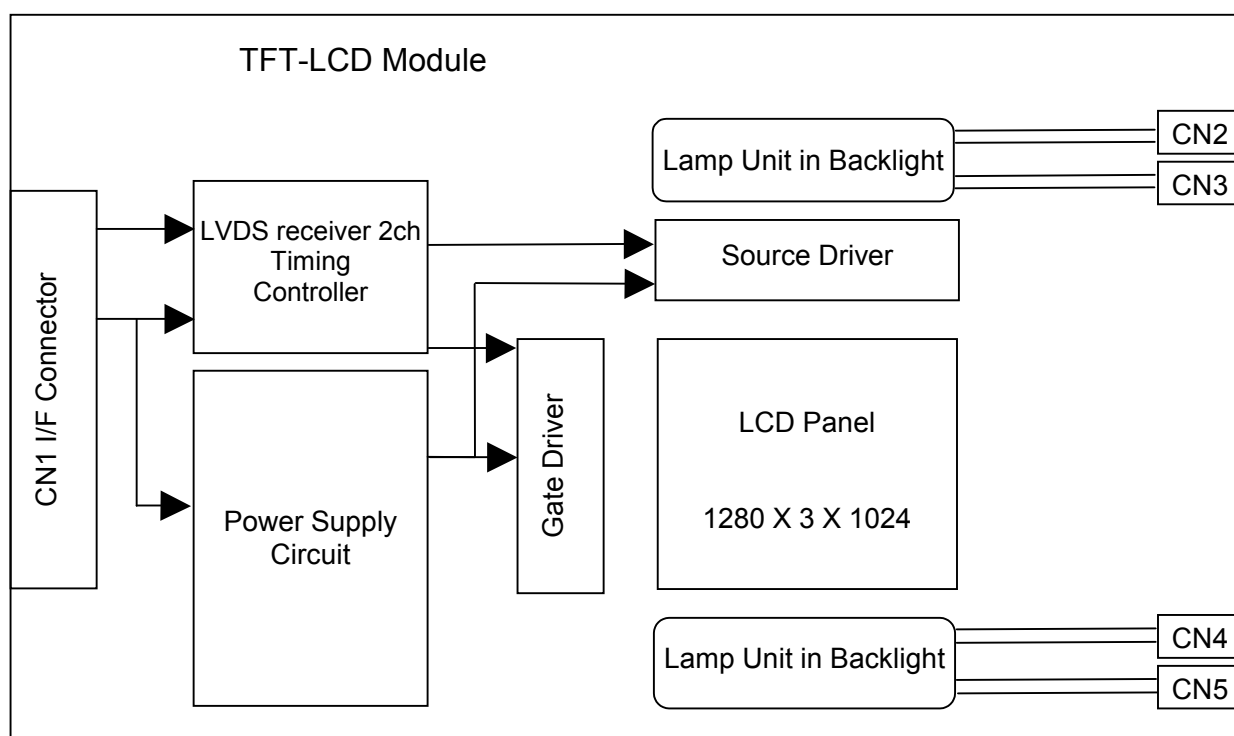 TFT-LCD Module
Lamp Unit in Backlight
CN2
CN3
CN1 I/F Connector
LVDS receiver 2ch
Timing
Controller
Source Driver
Power Supply
Circuit
Gate Driver
LCD Panel
1280 X 3 X 1024
Lamp Unit in Backlight
CN4
CN5